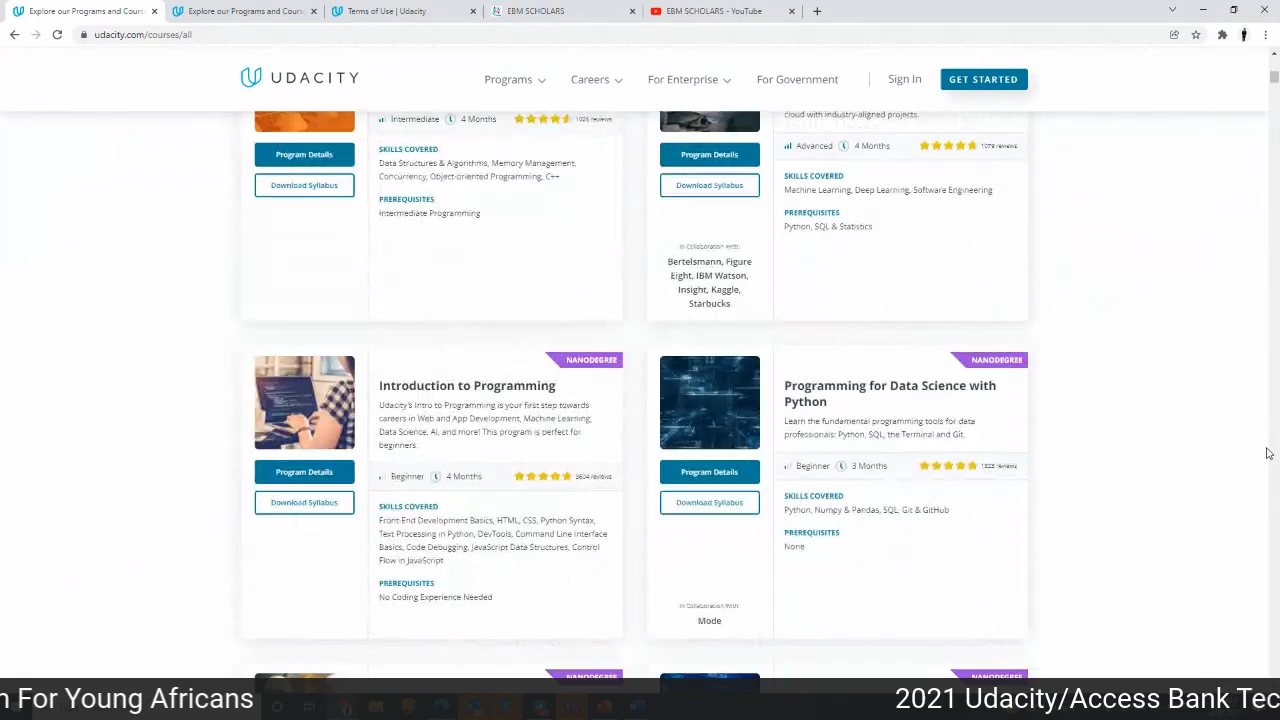 Explore our Programs and Cours
Explore our Programs and Cours
Terms of Use | Udacity
EBM SCHOLARS
EBM SCHOLARS - YouTube
udacity.com/courses/all
UDACITY
Programs
Careers
For Enterprise
For Government
Sign In
GET STARTED
Intermediate
4 Months
1026 reviews
Program Details
Download Syllabus
SKILLS COVERED
Data Structures & Algorithms, Memory Management,
Concurrency, Object-oriented Programming, C++
PREREQUISITES
Intermediate Programming
cloud with industry-aligned projects.
Advanced
4 Months
1079 reviews
Program Details
Download Syllabus
SKILLS COVERED
Machine Learning, Deep Learning, Software Engineering
PREREQUISITES
Python, SQL & Statistics
In Collaboration With:
Bertelsmann, Figure
Eight, IBM Watson,
Insight, Kaggle,
Starbucks
NANODEGREE
Introduction to Programming
Udacity's Intro to Programming is your first step towards
careers in Web and App Development, Machine Learning,
Data Science, AI, and more! This program is perfect for
beginners.
Beginner
4 Months
3604 reviews
Program Details
Download Syllabus
SKILLS COVERED
Front-End Development Basics, HTML, CSS, Python Syntax,
Text Processing in Python, DevTools, Command Line Interface
Basics, Code Debugging, JavaScript Data Structures, Control
Flow in JavaScript
PREREQUISITES
No Coding Experience Needed
NANODEGREE
Programming for Data Science with
Python
Learn the fundamental programming tools for data
professionals: Python, SQL, the Terminal and Git.
Beginner
3 Months
1323 reviews
Program Details
Download Syllabus
SKILLS COVERED
Python, Numpy & Pandas, SQL, Git & GitHub
PREREQUISITES
None
In Collaboration With:
Mode
NANODEGREE
NANODEGREE
n For Young Africans
2021 Udacity/Access Bank Tec